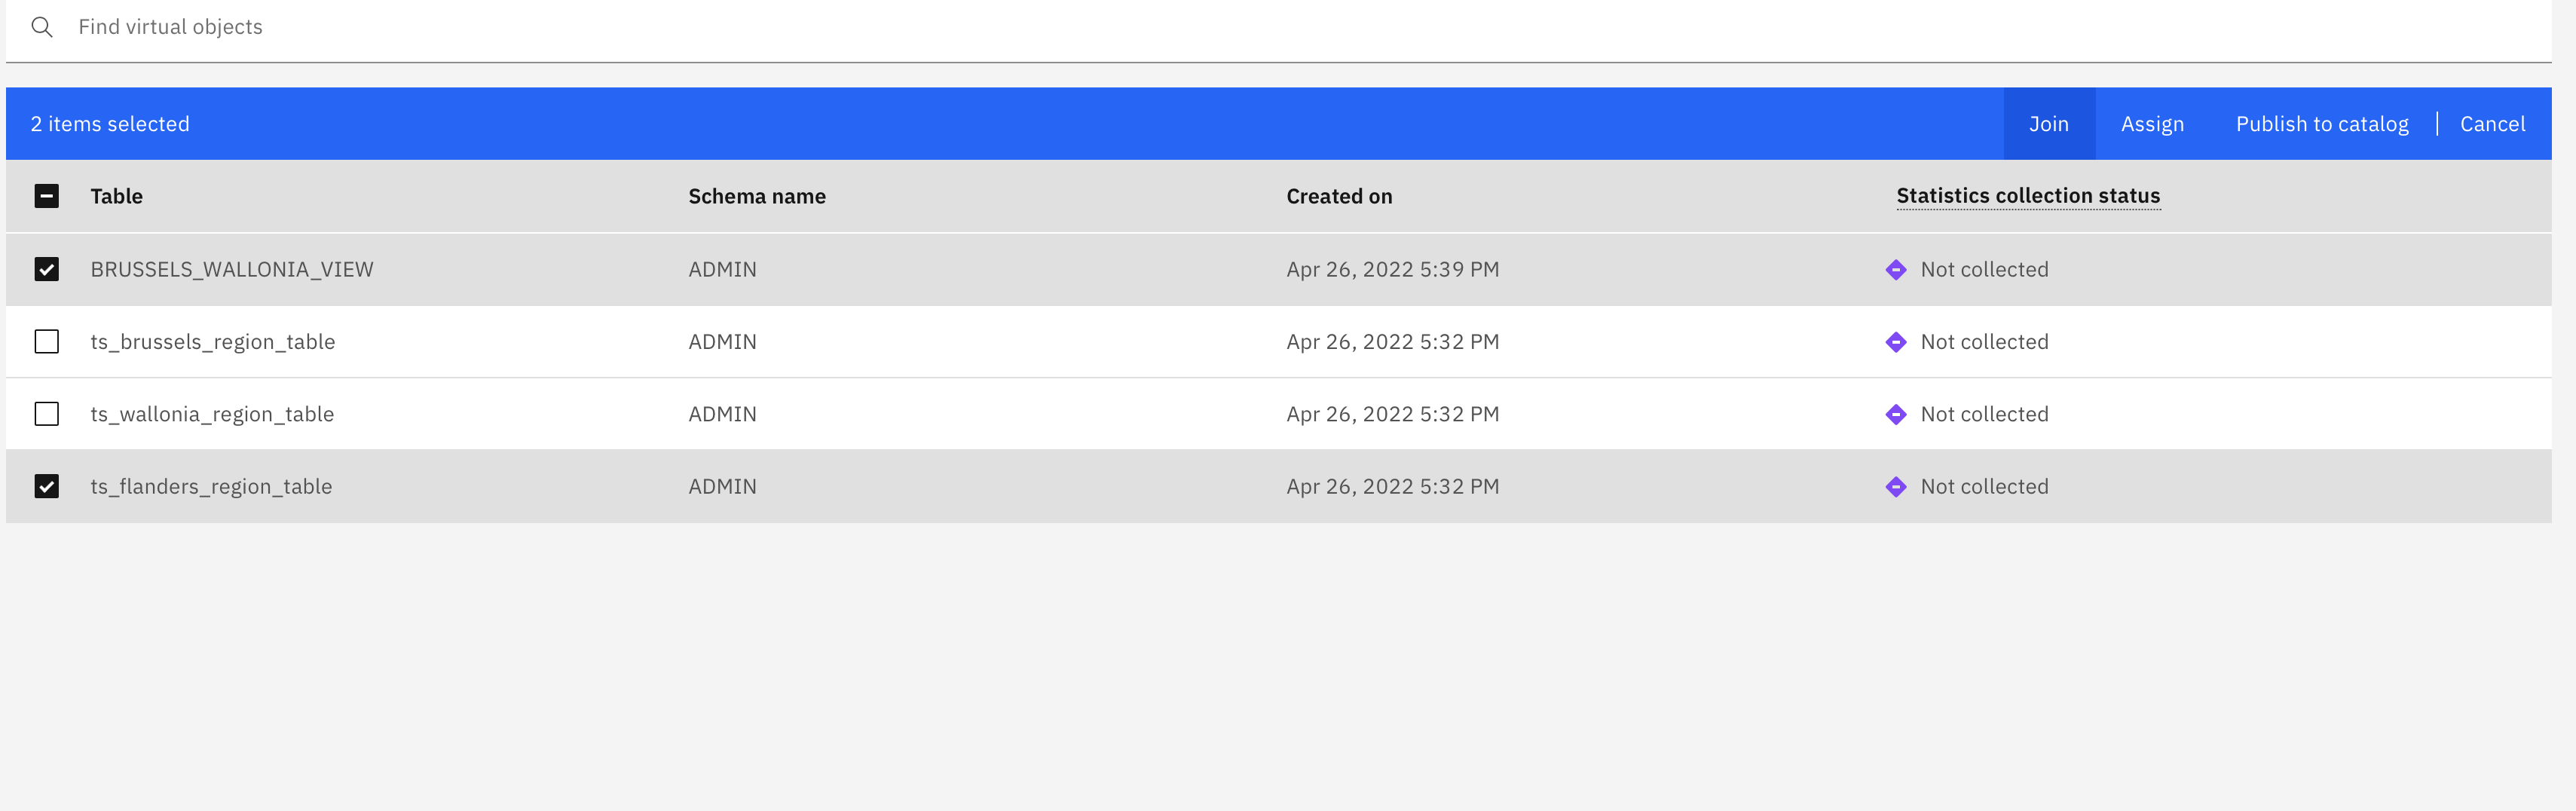 Find virtual objects
2 items selected Join Assign Publish to catalog | Cancel
Table Schema name Created on Statistics collection status
BRUSSELS_WALLONIA_VIEW ADMIN Apr 26, 2022 5:39 PM Not collected
ts_brussels_region_table ADMIN Apr 26, 2022 5:32 PM Not collected
ts_wallonia_region_table ADMIN Apr 26, 2022 5:32 PM Not collected
ts_flanders_region_table ADMIN Apr 26, 2022 5:32 PM Not collected